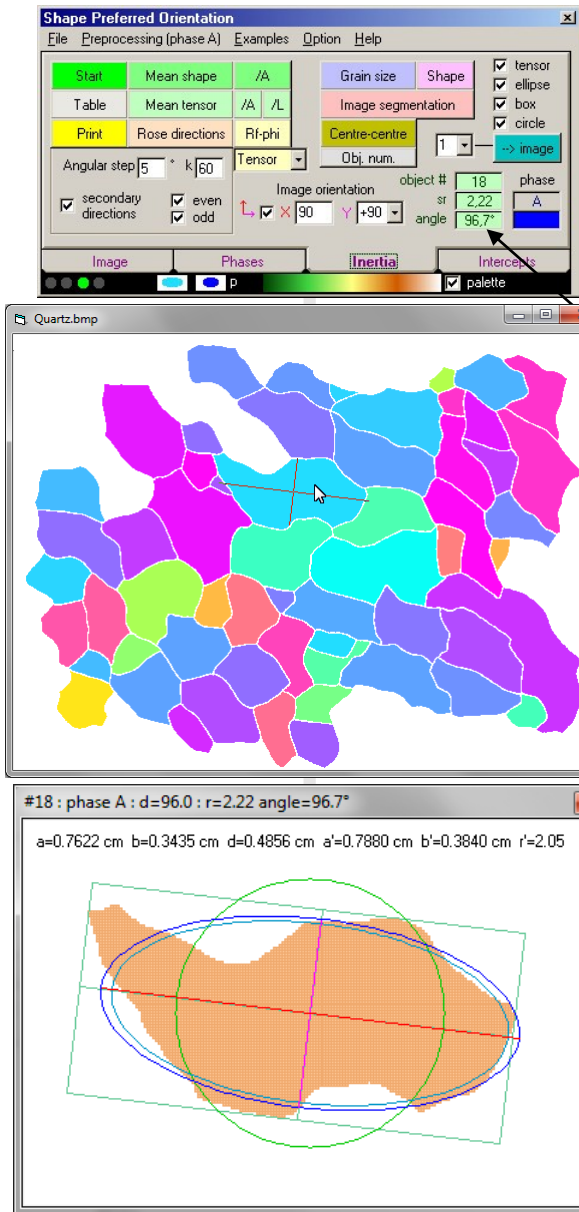 Shape Preferred Orientation
File Preprocessing (phase A) Examples Option Help
Start Mean shape /A Grain size Shape tensor
ellipse
Table Mean tensor /A /L Image segmentation box
circle
Print Rose directions Rf-phi Centre-centre 1 --> image
Angular step 5 ° k 60 Tensor Obj. num.
object # 18 phase
secondary directions even odd Image orientation X 90 Y +90 sr 2,22 A
angle 96,7°
Image Phases Inertia Intercepts
p palette
Quartz.bmp
#18 : phase A : d=96.0 : r=2.22 angle=96.7°
a=0.7622 cm b=0.3435 cm d=0.4856 cm a'=0.7880 cm b'=0.3840 cm r'=2.05